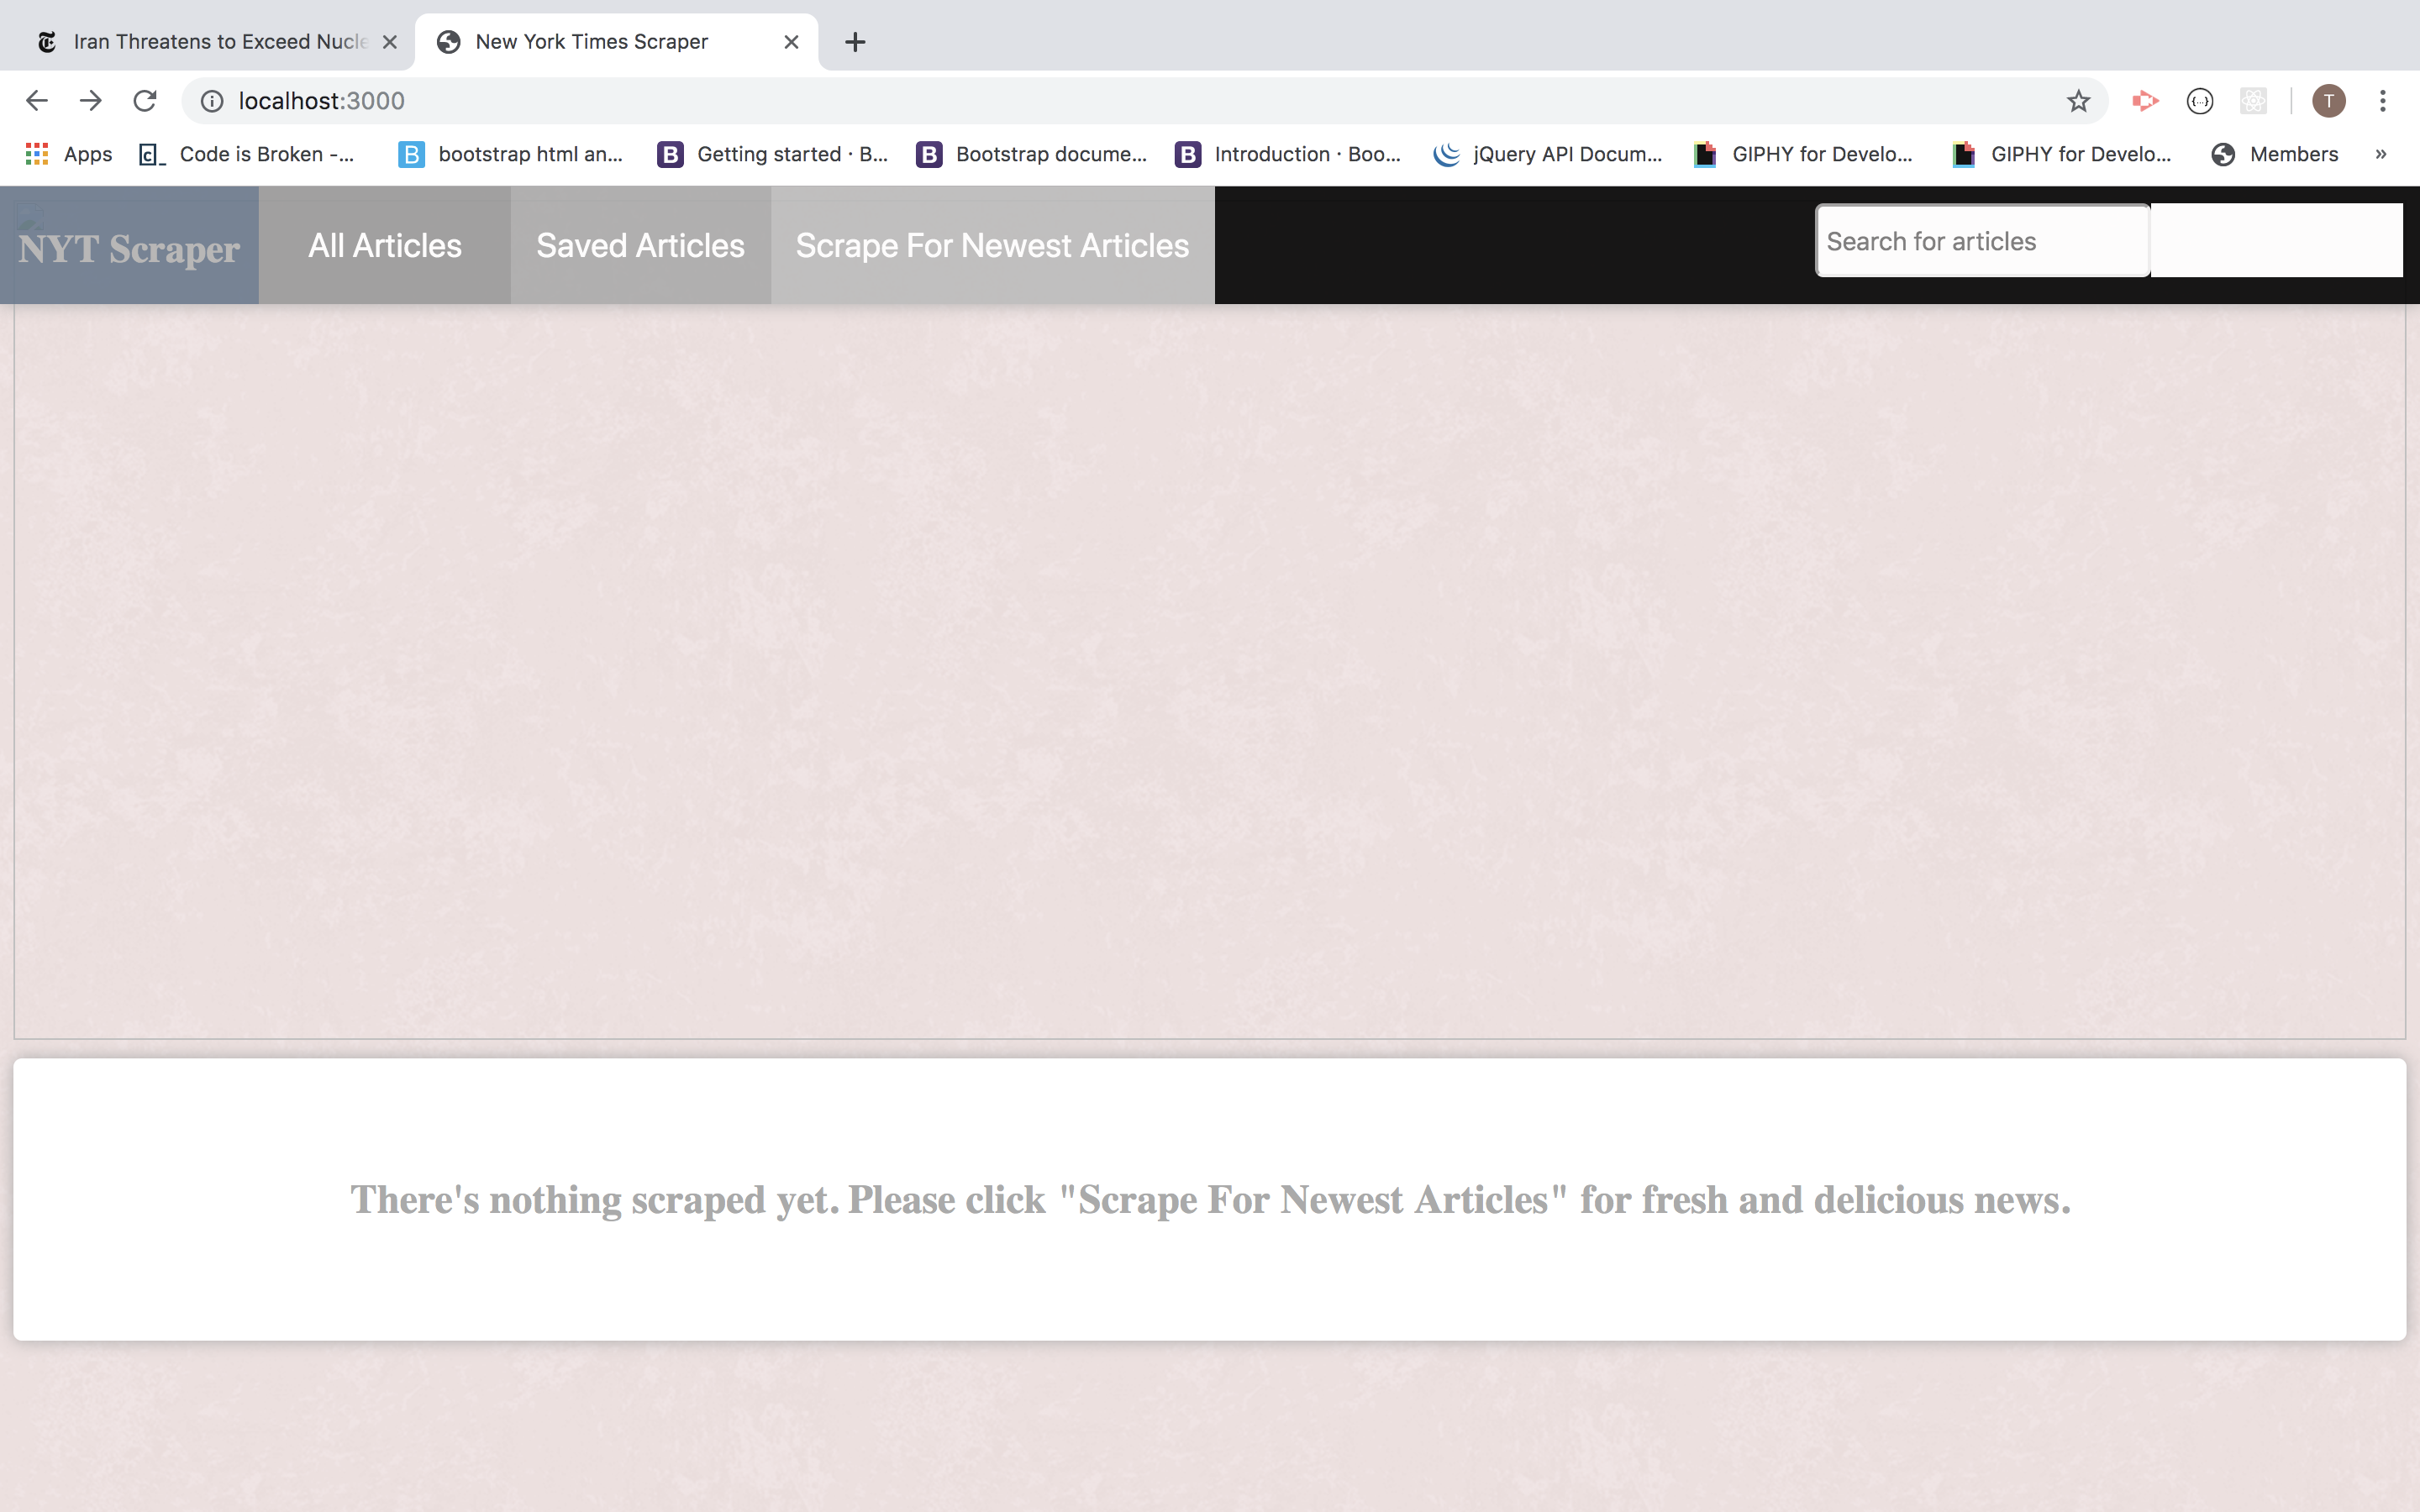 Iran Threatens to Exceed Nucle
New York Times Scraper
localhost:3000
T
Apps
Code is Broken -...
bootstrap html an...
Getting started · B...
Bootstrap docume...
Introduction · Boo...
jQuery API Docum...
GIPHY for Develo...
GIPHY for Develo...
Members
»
NYT Scraper
All Articles
Saved Articles
Scrape For Newest Articles
Search for articles
There's nothing scraped yet. Please click "Scrape For Newest Articles" for fresh and delicious news.